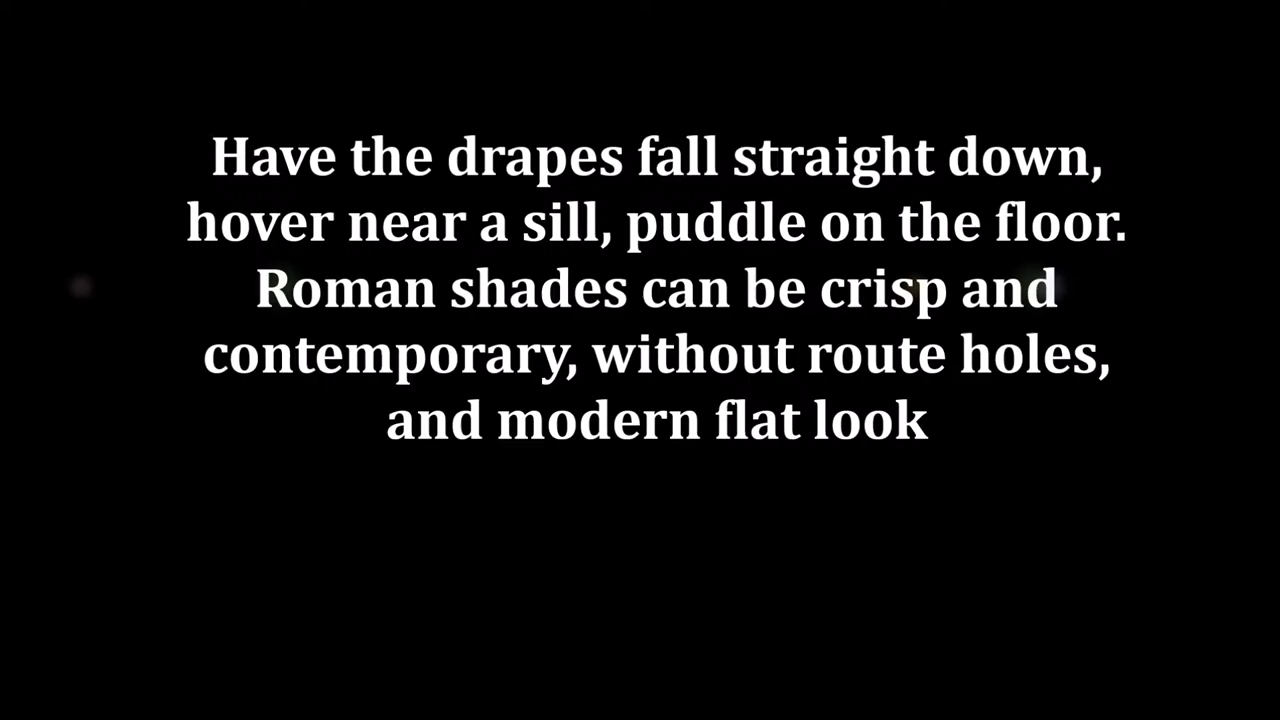 Have the drapes fall straight down,
hover near a sill, puddle on the floor.
Roman shades can be crisp and
contemporary, without route holes,
and modern flat look